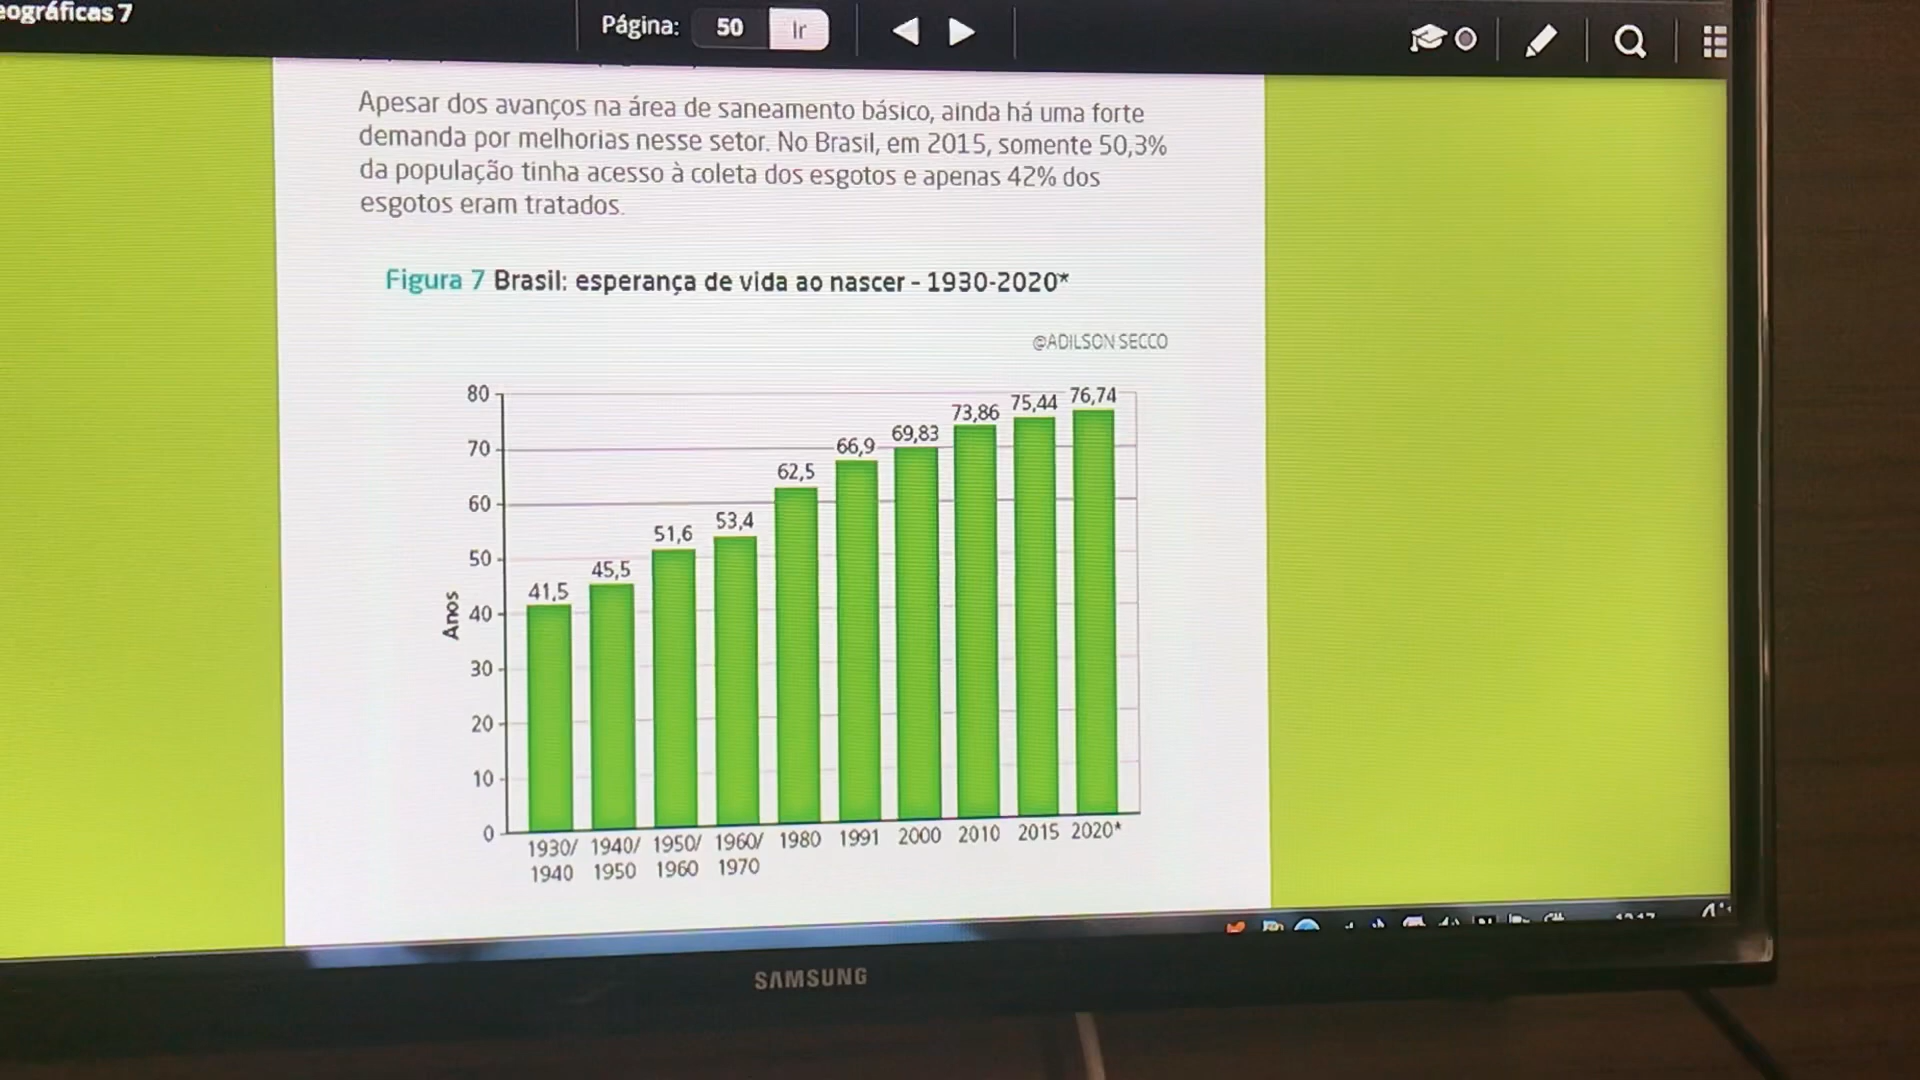 eográficas 7
Página: 50 Ir
Apesar dos avanços na área de saneamento básico, ainda há uma forte
demanda por melhorias nesse setor. No Brasil, em 2015, somente 50,3%
da população tinha acesso à coleta dos esgotos e apenas 42% dos
esgotos eram tratados.
Figura 7 Brasil: esperança de vida ao nascer - 1930-2020*
@ADILSON SECCO
Anos
80
70
60
50
40
30
20
10
0
41,5
45,5
51,6
53,4
62,5
66,9
69,83
73,86
75,44
76,74
1930/ 1940/ 1950/ 1960/ 1980 1991 2000 2010 2015 2020*
1940 1950 1960 1970
SAMSUNG